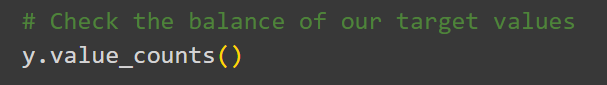 # Check the balance of our target values
y.value_counts()